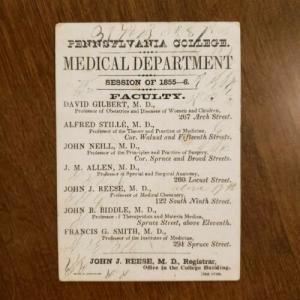 PENNSYLVANIA COLLEGE.
MEDICAL DEPARTMENT
SESSION OF 1855–6.
FACULTY.
DAVID GILBERT, M. D.,
Professor of Obstetrics and Diseases of Women and Children,
267 Arch Street.
ALFRED STILLÉ, M. D.,
Professor of the Theory and Practice of Medicine,
Cor. Walnut and Fifteenth Streets.
JOHN NEILL, M. D.,
Professor of the Principles and Practice of Surgery,
Cor. Spruce and Broad Streets.
J. M. ALLEN, M. D.,
Professor of Special and Surgical Anatomy,
260 Locust Street.
JOHN J. REESE, M. D.,
Professor of Medical Chemistry,
122 South Ninth Street.
JOHN B. BIDDLE, M. D.,
Professor of Therapeutics and Materia Medica,
Spruce Street, above Eleventh.
FRANCIS G. SMITH, M. D.,
Professor of the Institutes of Medicine,
294 Spruce Street.
JOHN J. REESE, M. D., Registrar,
Office in the College Building.